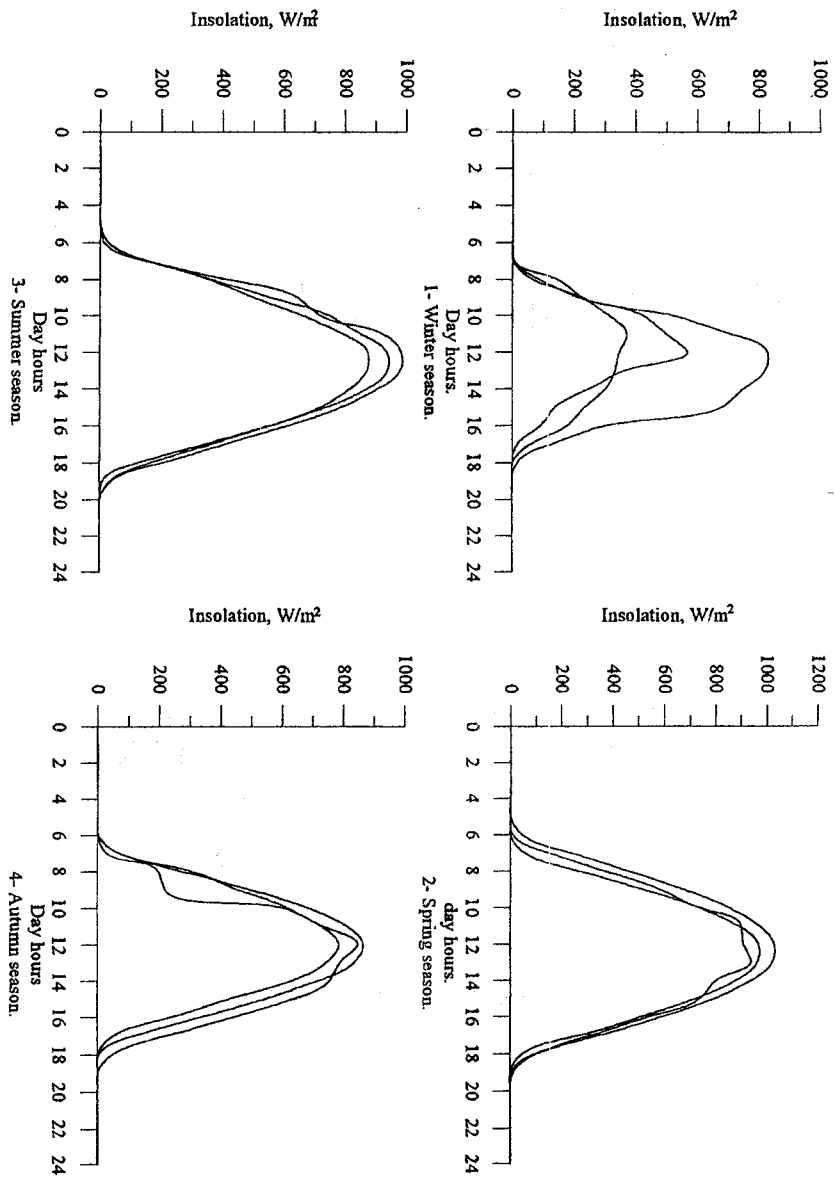 Insolation, W/m²
1000
800
600
400
200
0
0 2 4 6 8 10 12 14 16 18 20 22 24
Day hours.
1- Winter season.
Insolation, W/m²
1200
1000
800
600
400
200
0
0 2 4 6 8 10 12 14 16 18 20 22 24
day hours.
2- Spring season.
Insolation, W/m²
1000
800
600
400
200
0
0 2 4 6 8 10 12 14 16 18 20 22 24
Day hours
3- Summer season.
Insolation, W/m²
1000
800
600
400
200
0
0 2 4 6 8 10 12 14 16 18 20 22 24
Day hours
4- Autumn season.